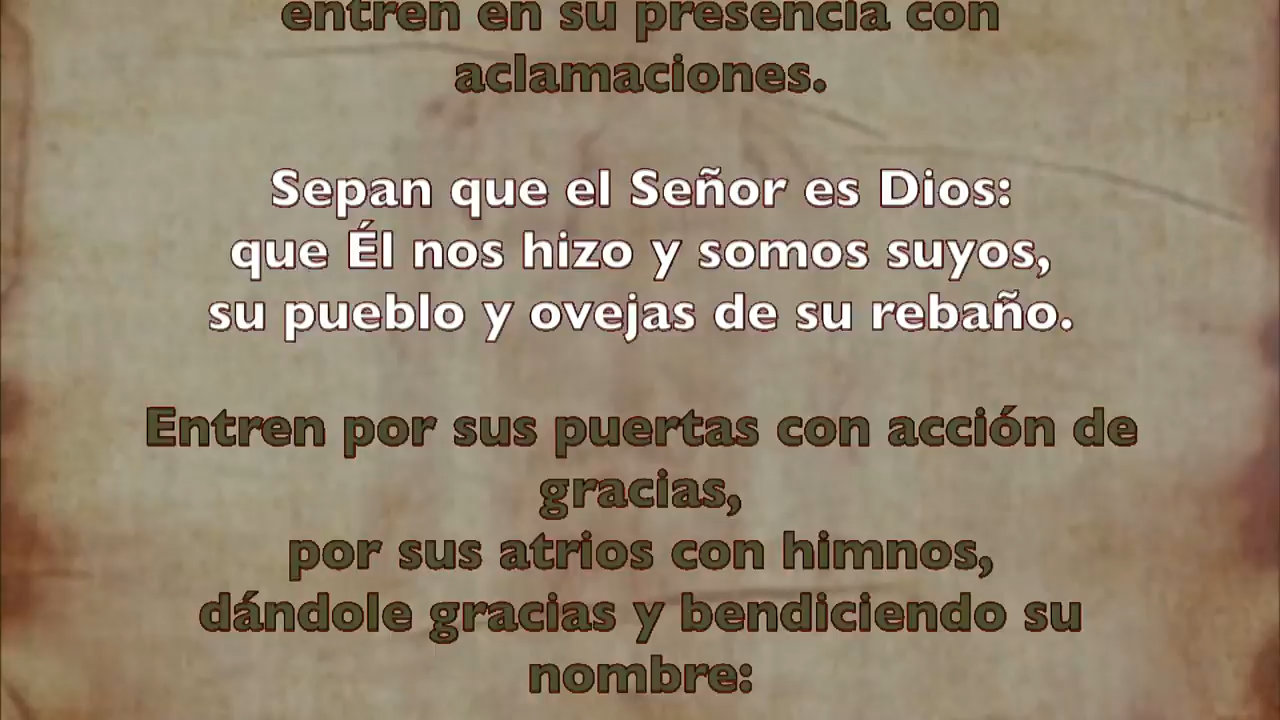 entren en su presencia con
aclamaciones.
Sepan que el Señor es Dios:
que Él nos hizo y somos suyos,
su pueblo y ovejas de su rebaño.
Entren por sus puertas con acción de
gracias,
por sus atrios con himnos,
dándole gracias y bendiciendo su
nombre: